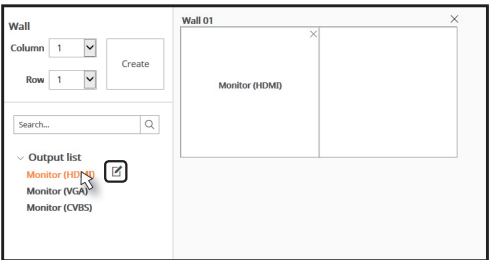 Wall
Column 1
Row 1
Create
Search...
Output list
Monitor (HDMI)
Monitor (VGA)
Monitor (CVBS)
Wall 01
Monitor (HDMI)